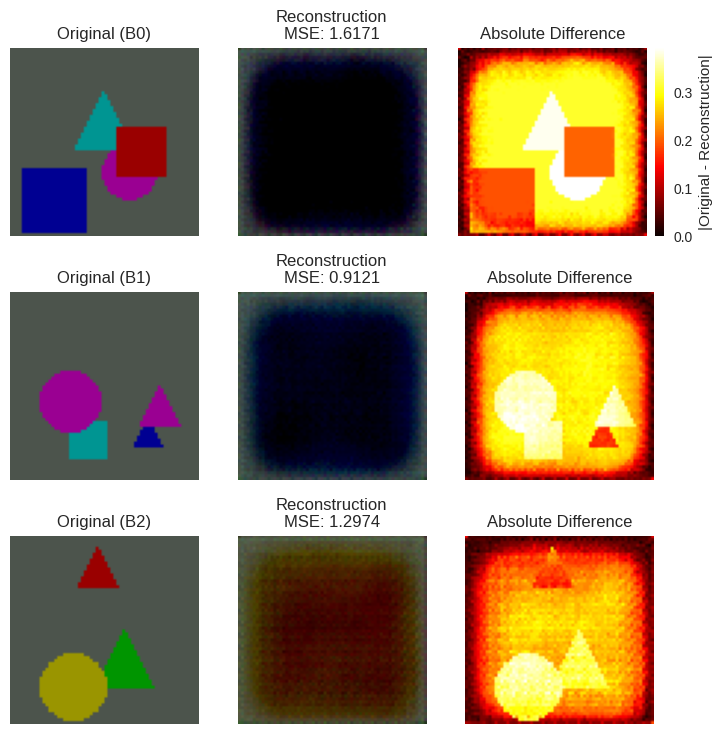 Original (B0)
Reconstruction
MSE: 1.6171
Absolute Difference
0.3
0.2
0.1
0.0
|Original - Reconstruction|
Original (B1)
Reconstruction
MSE: 0.9121
Absolute Difference
Original (B2)
Reconstruction
MSE: 1.2974
Absolute Difference